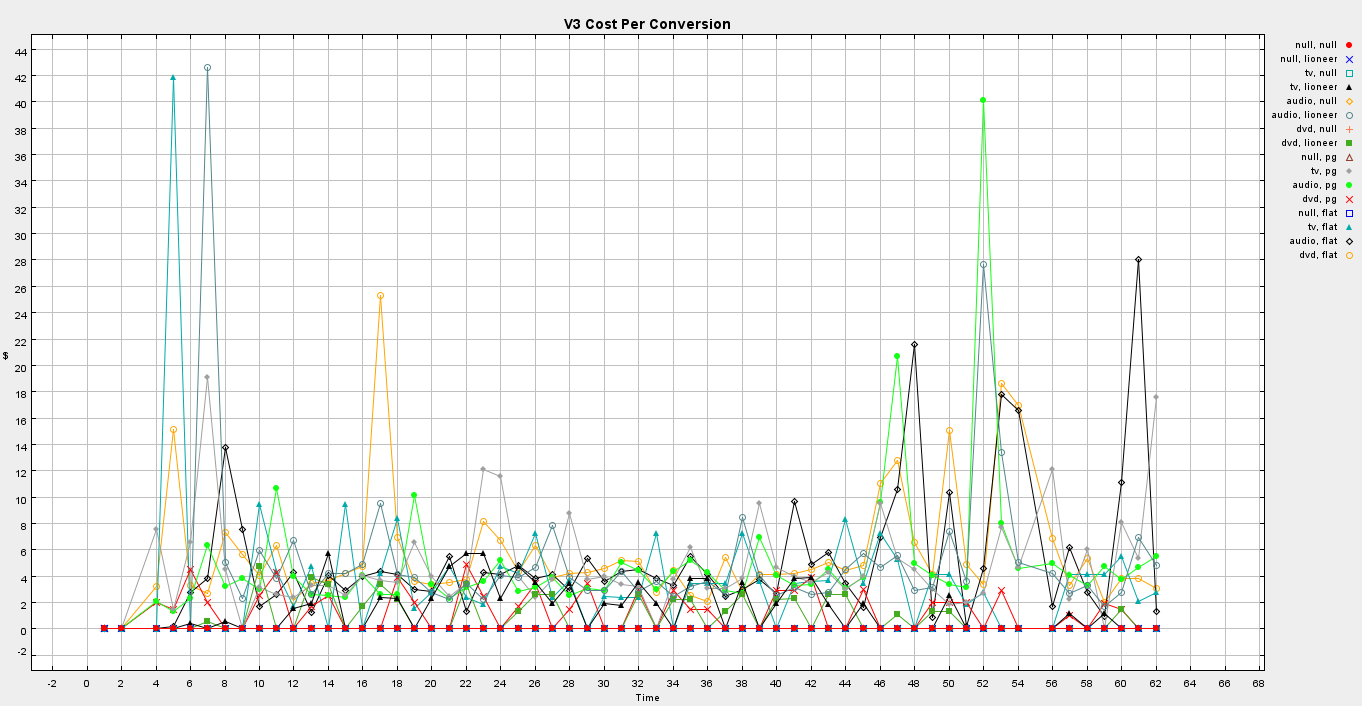 V3 Cost Per Conversion
44
42
40
38
36
34
32
30
28
26
24
22
20
18
16
14
12
10
8
6
4
2
0
-2
$
-2 0 2 4 6 8 10 12 14 16 18 20 22 24 26 28 30 32 34 36 38 40 42 44 46 48 50 52 54 56 58 60 62 64 66 68
Time
null, null
null, lioneer
tv, null
tv, lioneer
audio, null
audio, lioneer
dvd, null
dvd, lioneer
null, pg
tv, pg
audio, pg
dvd, pg
null, flat
tv, flat
audio, flat
dvd, flat